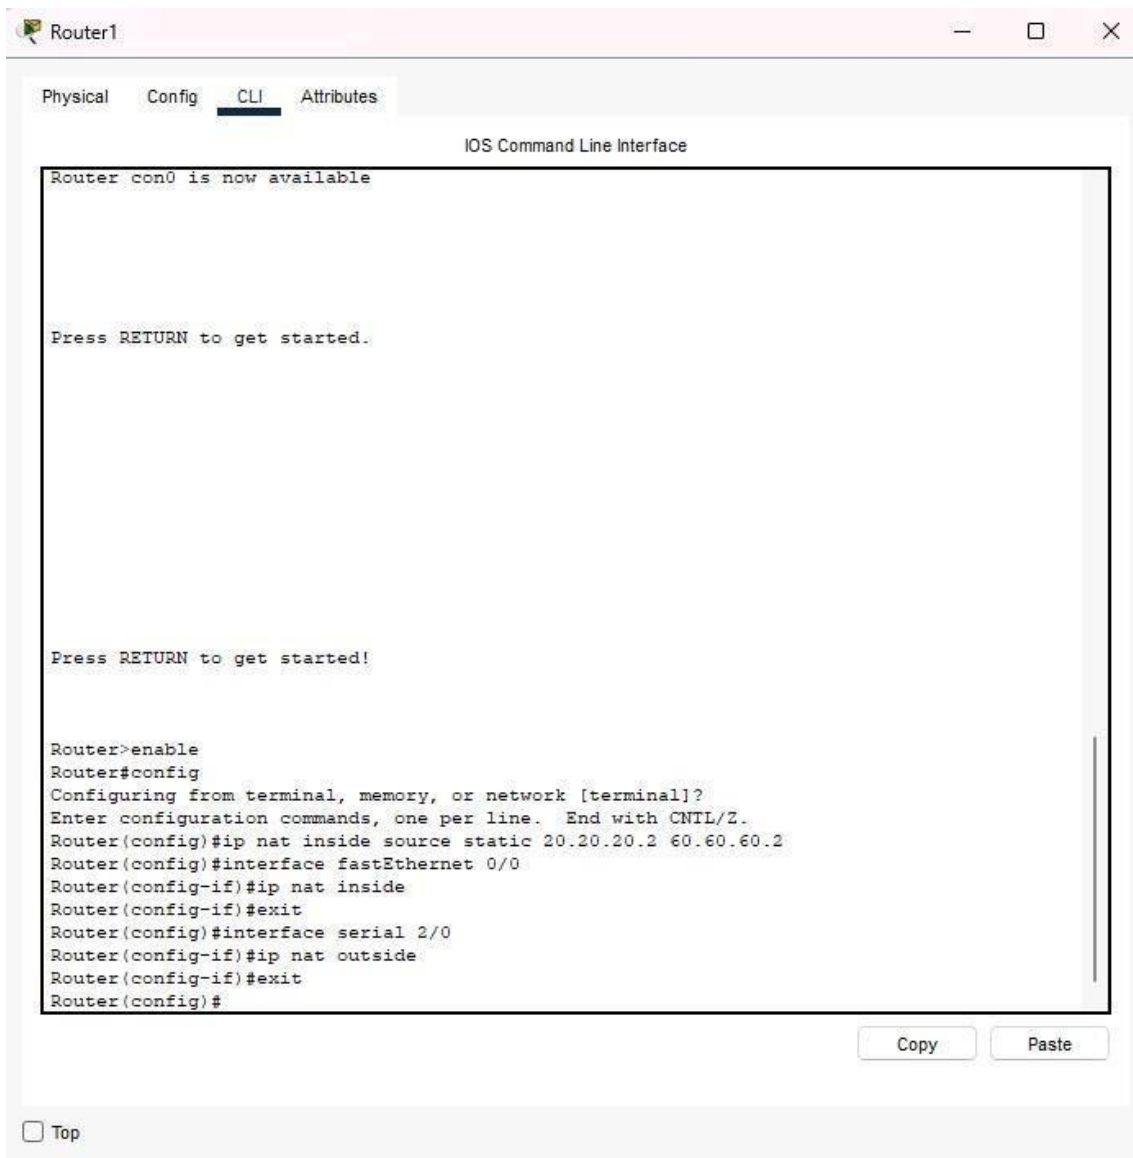 Router1
Physical Config CLI Attributes
IOS Command Line Interface
Router con0 is now available
Press RETURN to get started.
Press RETURN to get started!
Router>enable
Router#config
Configuring from terminal, memory, or network [terminal]?
Enter configuration commands, one per line.  End with CNTL/Z.
Router(config)#ip nat inside source static 20.20.20.2 60.60.60.2
Router(config)#interface fastEthernet 0/0
Router(config-if)#ip nat inside
Router(config-if)#exit
Router(config)#interface serial 2/0
Router(config-if)#ip nat outside
Router(config-if)#exit
Router(config)#
Copy Paste
Top